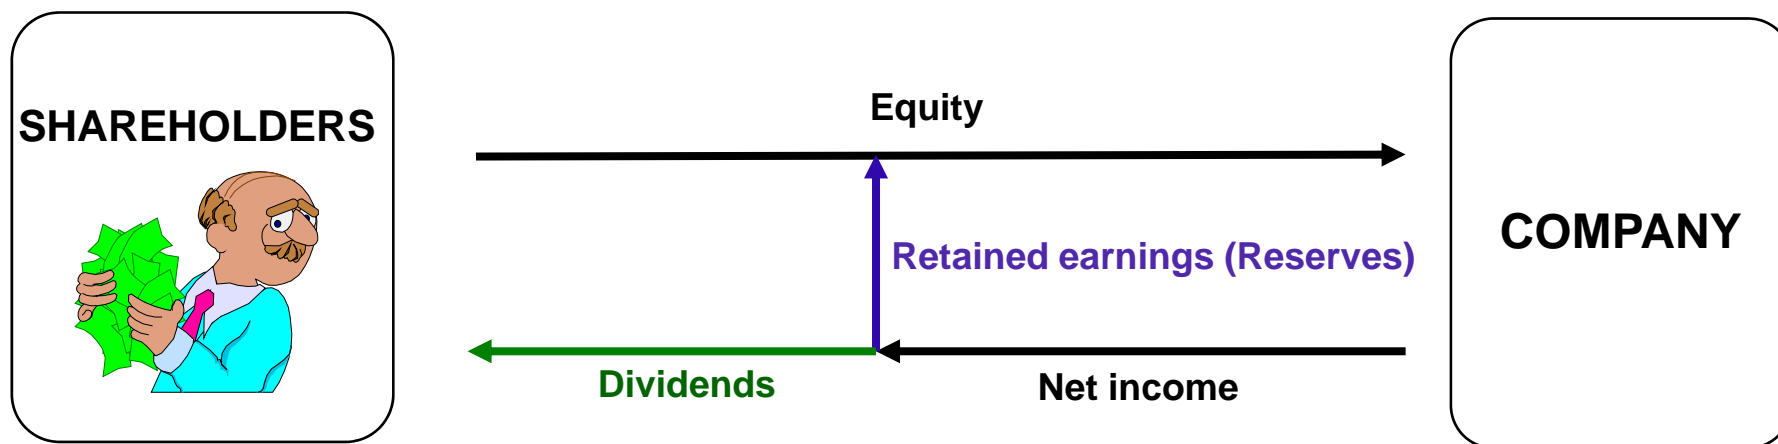 SHAREHOLDERS
Equity
Retained earnings (Reserves)
COMPANY
Dividends
Net income